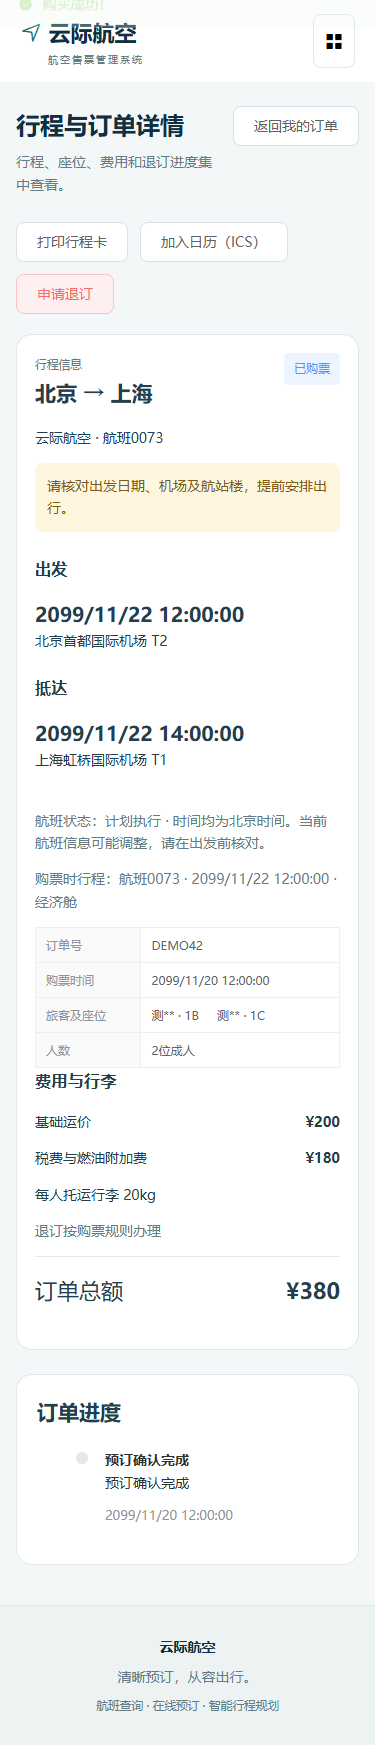 购买成功！
云际航空
航空售票管理系统
行程与订单详情
返回我的订单
行程、座位、费用和退订进度集
中查看。
打印行程卡
加入日历（ICS）
申请退订
行程信息
已购票
北京 → 上海
云际航空 · 航班0073
请核对出发日期、机场及航站楼，提前安排出
行。
出发
2099/11/22 12:00:00
北京首都国际机场 T2
抵达
2099/11/22 14:00:00
上海虹桥国际机场 T1
航班状态：计划执行 · 时间均为北京时间。当前
航班信息可能调整，请在出发前核对。
购票时行程：航班0073 · 2099/11/22 12:00:00 ·
经济舱
订单号 DEMO42
购票时间 2099/11/20 12:00:00
旅客及座位 测** · 1B 测** · 1C
人数 2位成人
费用与行李
基础运价 ¥200
税费与燃油附加费 ¥180
每人托运行李 20kg
退订按购票规则办理
订单总额 ¥380
订单进度
预订确认完成
预订确认完成
2099/11/20 12:00:00
云际航空
清晰预订，从容出行。
航班查询 · 在线预订 · 智能行程规划